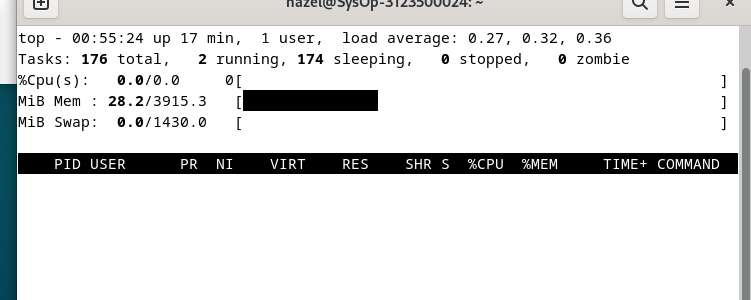 hazel@SysOp-3123500024: ~
top - 00:55:24 up 17 min,  1 user,  load average: 0.27, 0.32, 0.36
Tasks: 176 total,   2 running, 174 sleeping,   0 stopped,   0 zombie
%Cpu(s):   0.0/0.0     0[                                                     ]
MiB Mem : 28.2/3915.3   [                                                     ]
MiB Swap:  0.0/1430.0   [                                                     ]
    PID USER      PR  NI    VIRT    RES    SHR S  %CPU  %MEM     TIME+ COMMAND